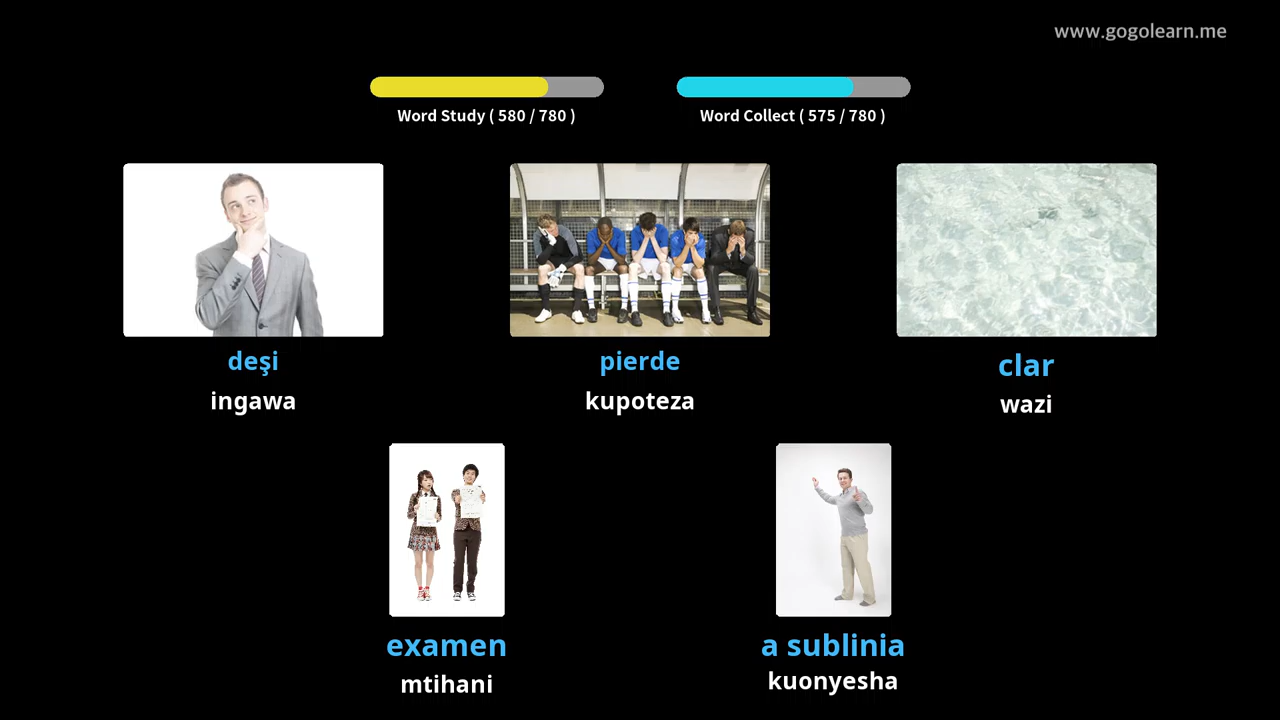 www.gogolearn.me
Word Study ( 580 / 780 )
Word Collect ( 575 / 780 )
deşi
pierde
clar
ingawa
kupoteza
wazi
examen
a sublinia
mtihani
kuonyesha